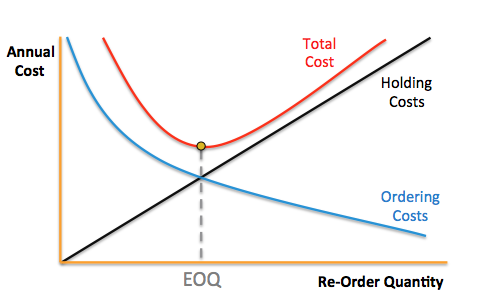 Annual
Cost
Total
Cost
Holding
Costs
Ordering
Costs
EOQ
Re-Order Quantity